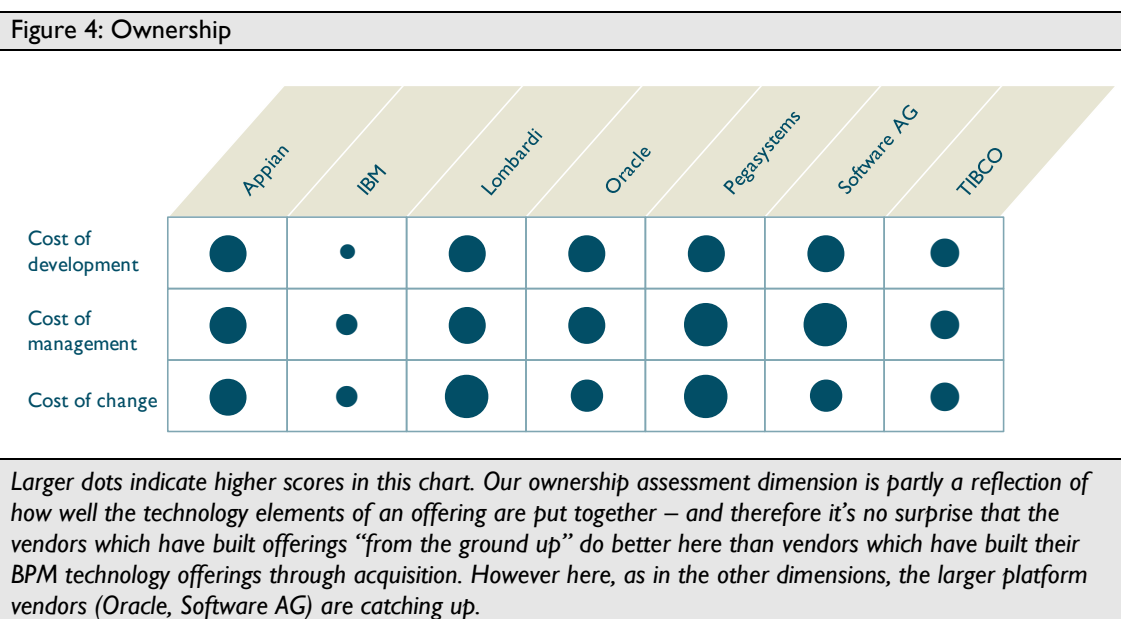 Figure 4: Ownership
Appian
IBM
Lombardi
Oracle
Pegasystems
Software AG
TIBCO
Cost of
development
Cost of
management
Cost of change
Larger dots indicate higher scores in this chart. Our ownership assessment dimension is partly a reflection of
how well the technology elements of an offering are put together – and therefore it’s no surprise that the
vendors which have built offerings “from the ground up” do better here than vendors which have built their
BPM technology offerings through acquisition. However here, as in the other dimensions, the larger platform
vendors (Oracle, Software AG) are catching up.